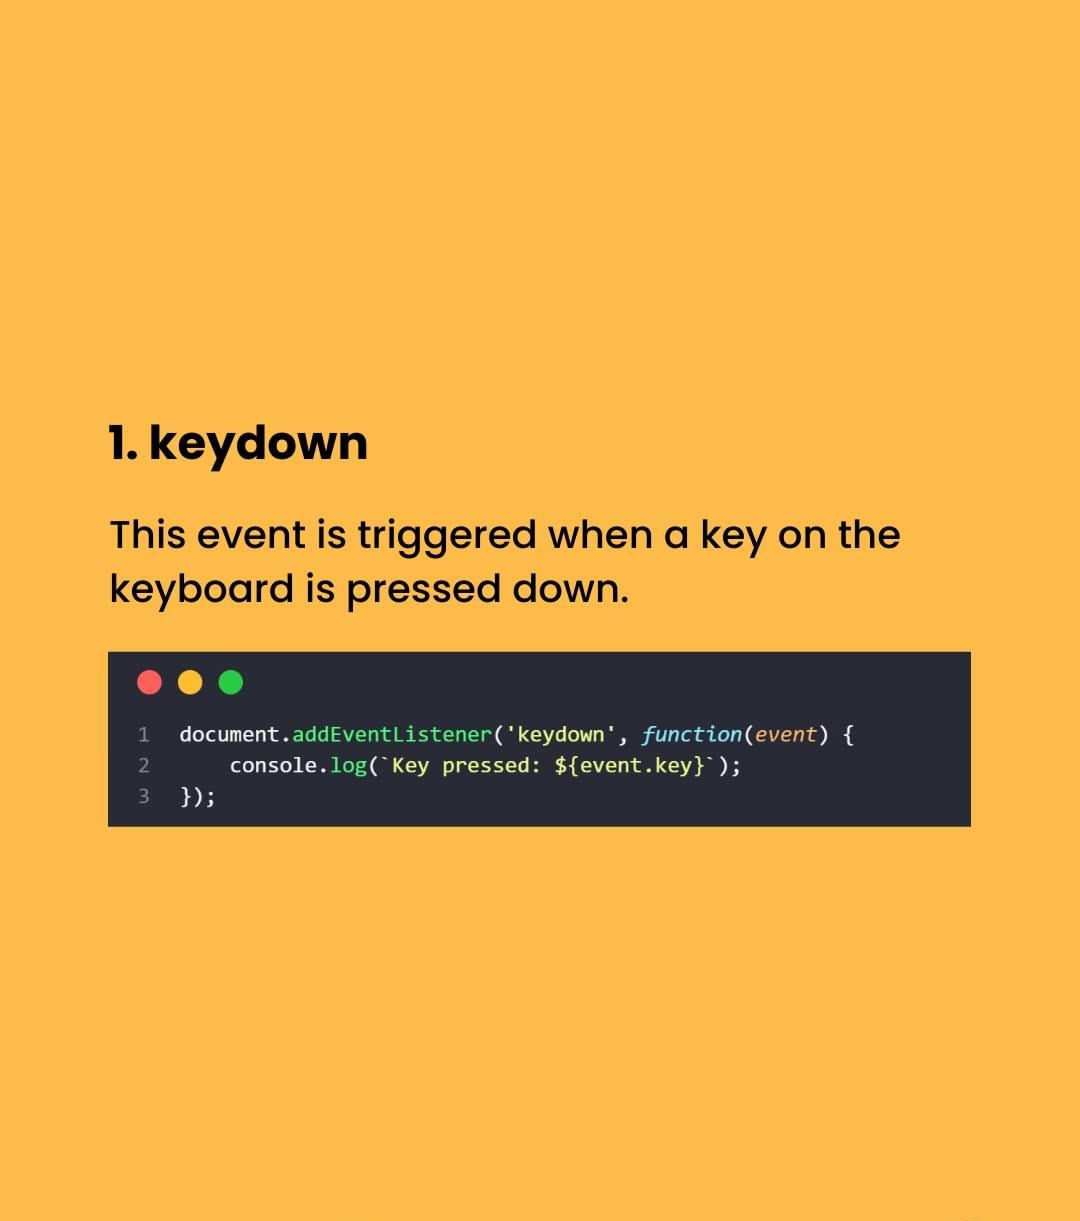 1. keydown
This event is triggered when a key on the
keyboard is pressed down.
1 document.addEventListener('keydown', function(event) {
2     console.log(`Key pressed: ${event.key}`);
3 });